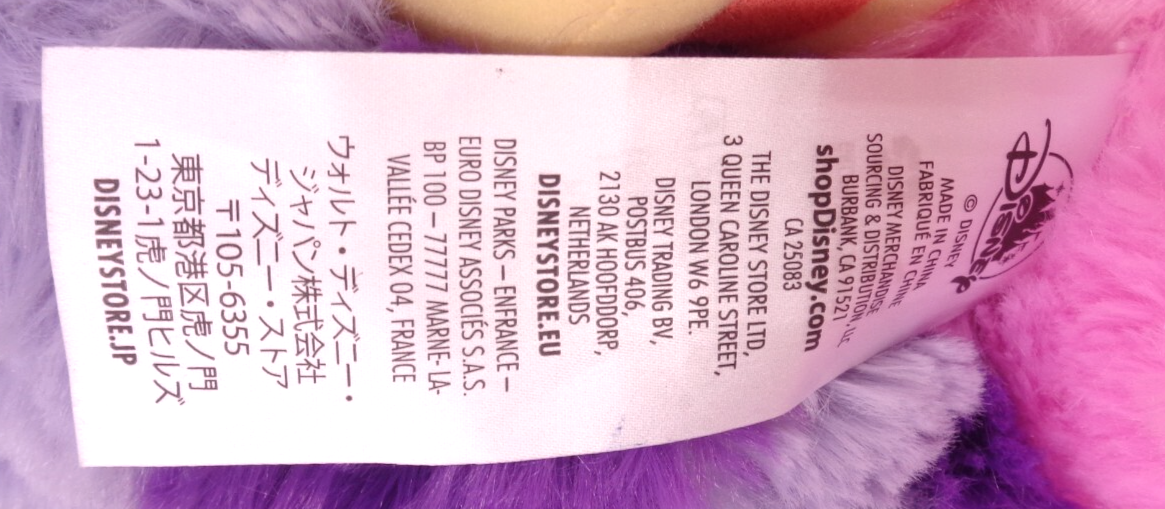 Disney
© DISNEY
MADE IN CHINA
FABRIQUÉ EN CHINA
DISNEY MERCHANDISE
SOURCING & DISTRIBUTION, LLC
BURBANK, CA 91521
shopDisney.com
CA 25083
THE DISNEY STORE LTD,
3 QUEEN CAROLINE STREET,
LONDON W6 9PE.
DISNEY TRADING BV,
POSTBUS 406,
2130 AK HOOFDDORP,
NETHERLANDS
DISNEYSTORE.EU
DISNEY PARKS – ENFRANCE –
EURO DISNEY ASSOCIÉS S.A.S.
BP 100 – 77777 MARNE- LA-
VALLÉE CEDEX 04, FRANCE
ウォルト・ディズニー・
ジャパン株式会社
ディズニー・ストア
〒105-6355
東京都港区虎ノ門
1-23-1虎ノ門ヒルズ
DISNEYSTORE.JP